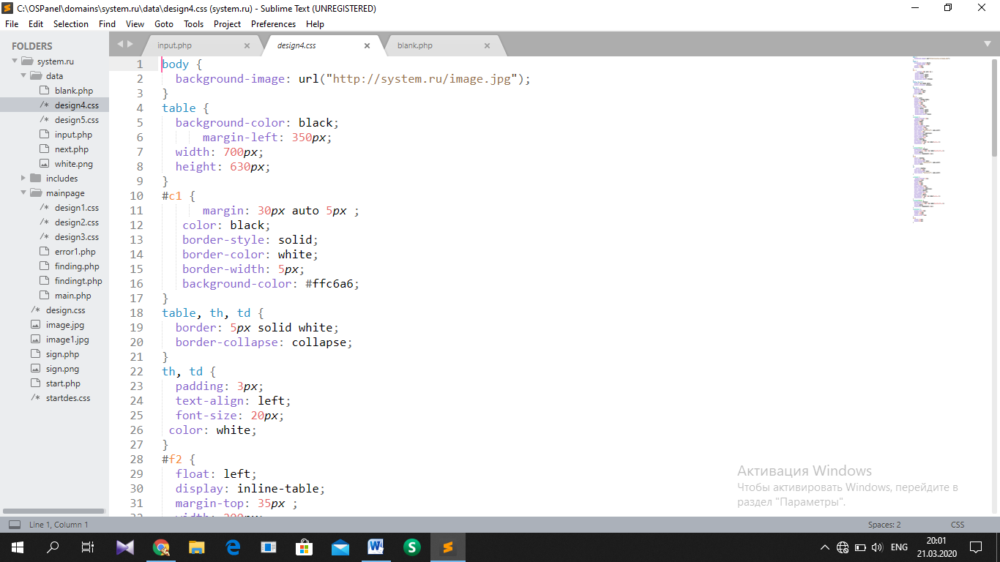 C:\OSPanel\domains\system.ru\data\design4.css (system.ru) - Sublime Text (UNREGISTERED)
File Edit Selection Find View Goto Tools Project Preferences Help
FOLDERS
system.ru
data
blank.php
design4.css
design5.css
input.php
next.php
white.png
includes
mainpage
design1.css
design2.css
design3.css
error1.php
finding.php
findingt.php
main.php
design.css
image.jpg
image1.jpg
sign.php
sign.png
start.php
startdes.css
input.php design4.css blank.php
1 body {
2 background-image: url("http://system.ru/image.jpg");
3 }
4 table {
5 background-color: black;
6 margin-left: 350px;
7 width: 700px;
8 height: 630px;
9 }
10 #c1 {
11 margin: 30px auto 5px ;
12 color: black;
13 border-style: solid;
14 border-color: white;
15 border-width: 5px;
16 background-color: #ffc6a6;
17 }
18 table, th, td {
19 border: 5px solid white;
20 border-collapse: collapse;
21 }
22 th, td {
23 padding: 3px;
24 text-align: left;
25 font-size: 20px;
26 color: white;
27 }
28 #f2 {
29 float: left;
30 display: inline-table;
31 margin-top: 35px ;
Активация Windows
Чтобы активировать Windows, перейдите в
раздел "Параметры".
Line 1, Column 1
Spaces: 2 CSS
ENG
20:01
21.03.2020